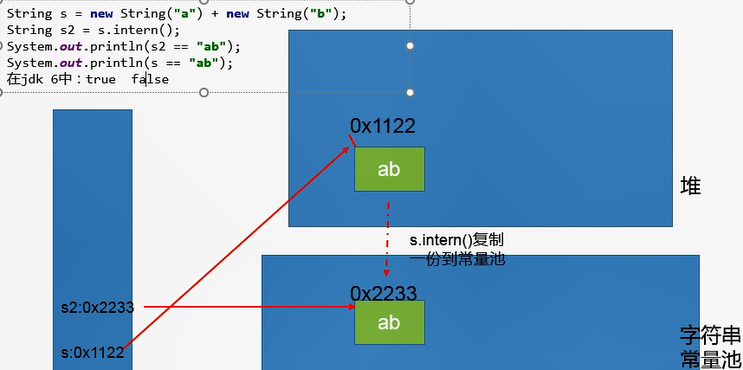 String s = new String("a") + new String("b");
String s2 = s.intern();
System.out.println(s2 == "ab");
System.out.println(s == "ab");
在jdk 6中：true  false
0x1122
ab
堆
s.intern()复制
一份到常量池
0x2233
s2:0x2233
ab
字符串
常量池
s:0x1122